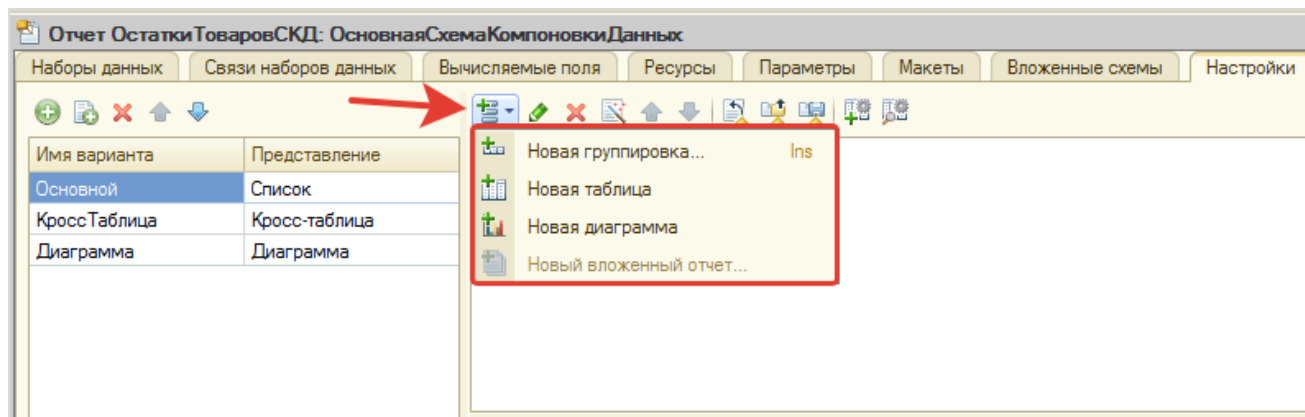 Отчет ОстаткиТоваровСКД: ОсновнаяСхемаКомпоновкиДанных
Наборы данных Связи наборов данных Вычисляемые поля Ресурсы Параметры Макеты Вложенные схемы Настройки
Имя варианта Представление
Основной Список
КроссТаблица Кросс-таблица
Диаграмма Диаграмма
Новая группировка... Ins
Новая таблица
Новая диаграмма
Новый вложенный отчет...